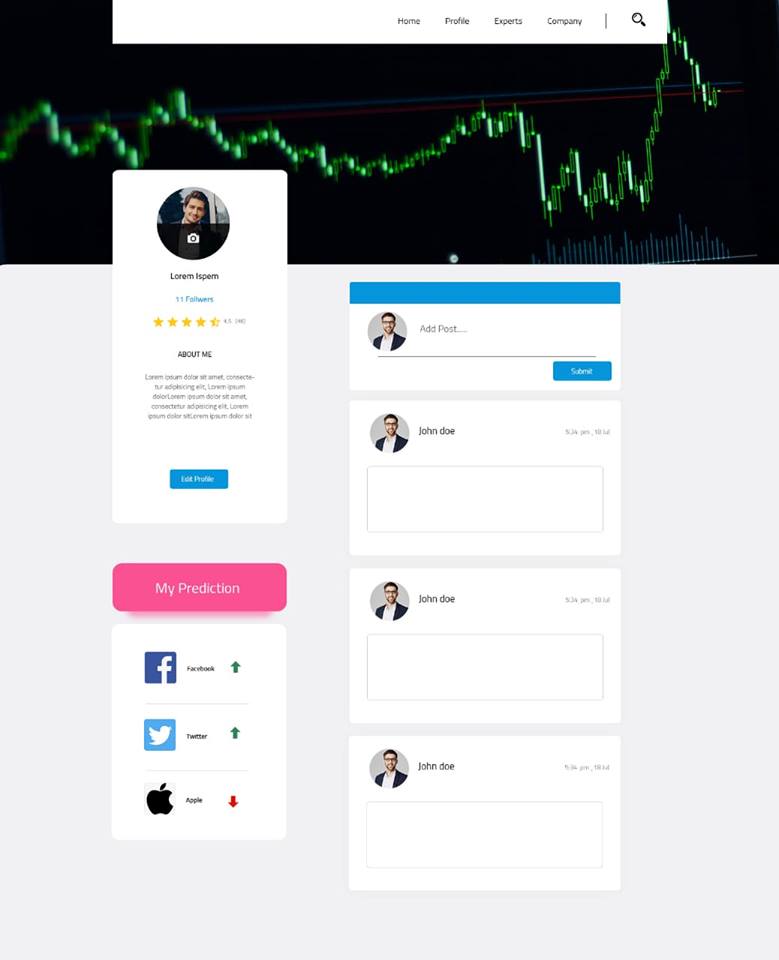 Home Profile Experts Company
Lorem Ispem
11 Follwers
4.5 (46)
ABOUT ME
Lorem ipsum dolor sit amet, consecte-
tur adipisicing elit, Lorem ipsum
dolorLorem ipsum dolor sit amet,
consectetur adipisicing elit, Lorem
ipsum dolor sitLorem ipsum dolor sit
Edit Profile
My Prediction
Facebook
Twitter
Apple
Add Post.....
Submit
John doe
5:34 pm , 18 Jul
John doe
5:34 pm , 18 Jul
John doe
5:34 pm , 18 Jul